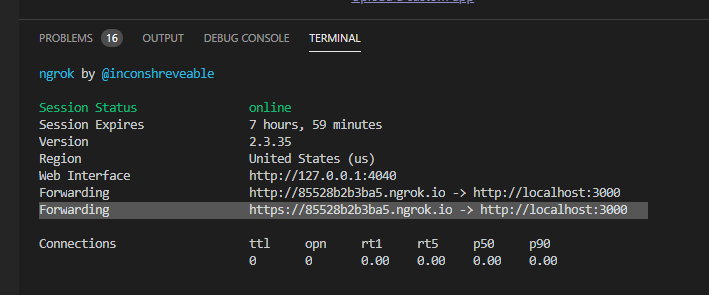 PROBLEMS 16 OUTPUT DEBUG CONSOLE TERMINAL
ngrok by @inconshreveable
Session Status online
Session Expires 7 hours, 59 minutes
Version 2.3.35
Region United States (us)
Web Interface http://127.0.0.1:4040
Forwarding http://85528b2b3ba5.ngrok.io -> http://localhost:3000
Forwarding https://85528b2b3ba5.ngrok.io -> http://localhost:3000
Connections ttl opn rt1 rt5 p50 p90
0 0 0.00 0.00 0.00 0.00